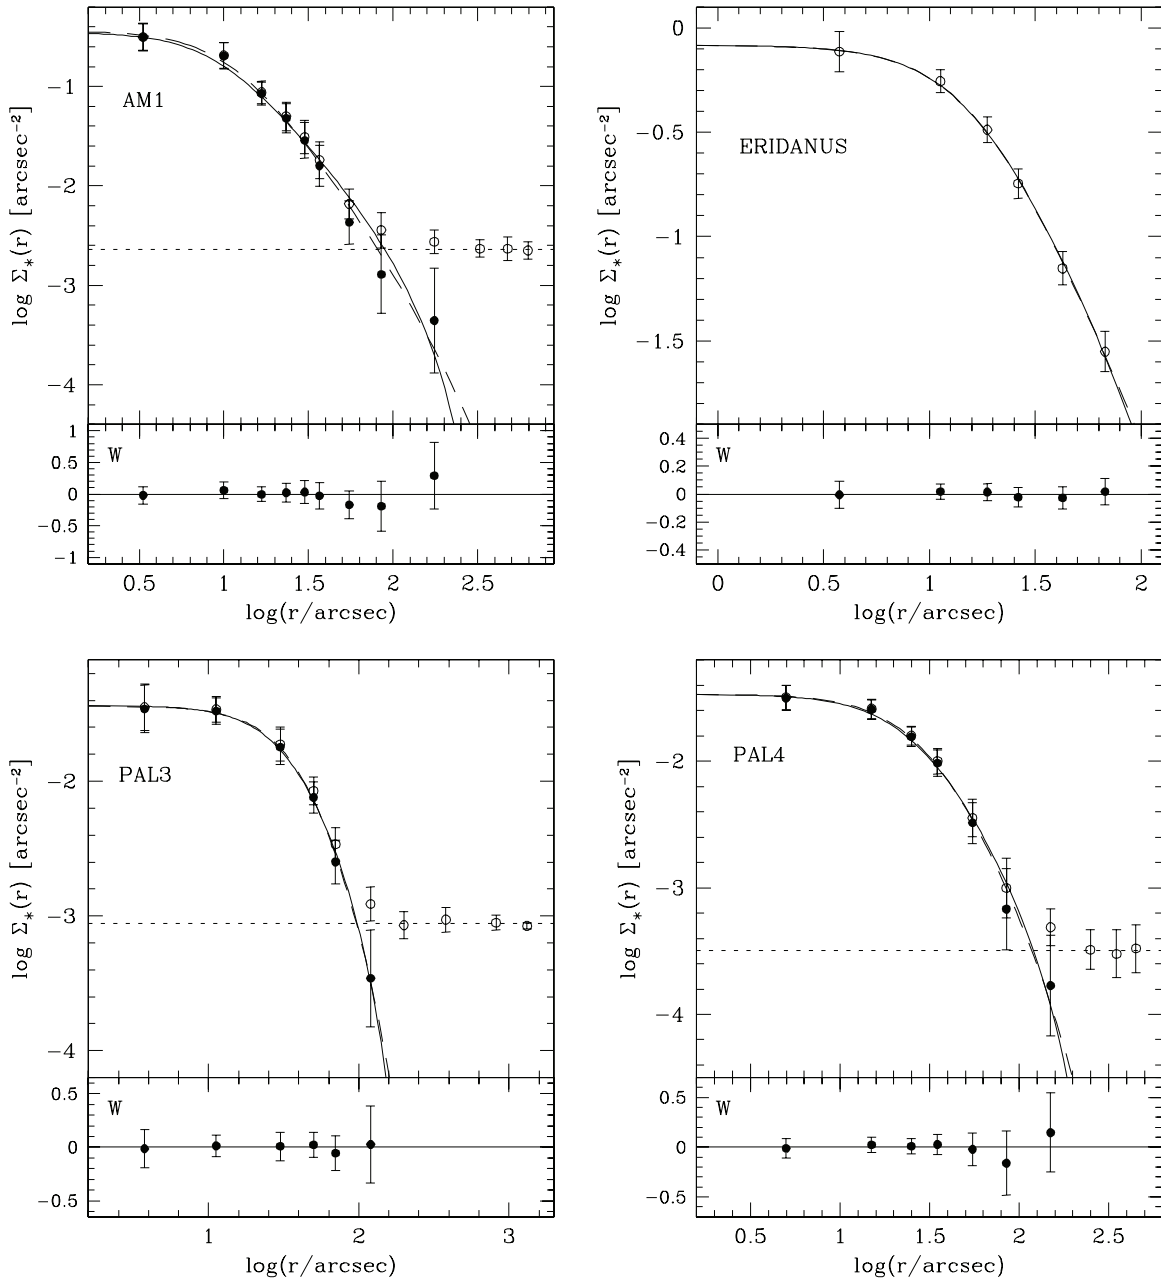 −1
−2
−3
−4
log Σ*(r) [arcsec⁻²]
AM1
1
0.5
0
−0.5
−1
W
0.5 1 1.5 2 2.5
log(r/arcsec)
0
−0.5
−1
−1.5
log Σ*(r) [arcsec⁻²]
ERIDANUS
0.4
0.2
0
−0.2
−0.4
W
0 0.5 1 1.5 2
log(r/arcsec)
−2
−3
−4
log Σ*(r) [arcsec⁻²]
PAL3
0.5
0
−0.5
W
1 2 3
log(r/arcsec)
−2
−3
−4
log Σ*(r) [arcsec⁻²]
PAL4
0.5
0
−0.5
W
0.5 1 1.5 2 2.5
log(r/arcsec)